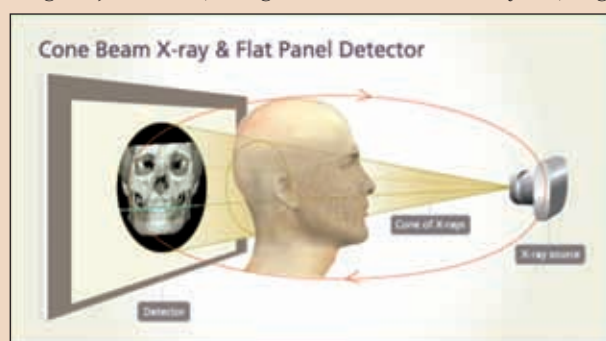 Cone Beam X-ray & Flat Panel Detector
Cone of X-rays
X-ray source
Detector